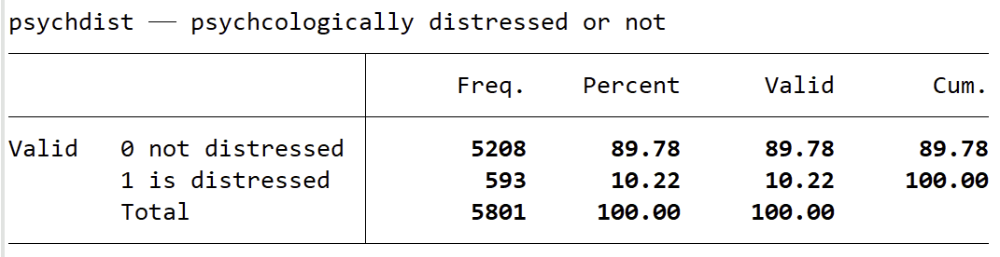 psychdist — psychcologically distressed or not
Freq. Percent Valid Cum.
Valid 0 not distressed 5208 89.78 89.78 89.78
1 is distressed 593 10.22 10.22 100.00
Total 5801 100.00 100.00